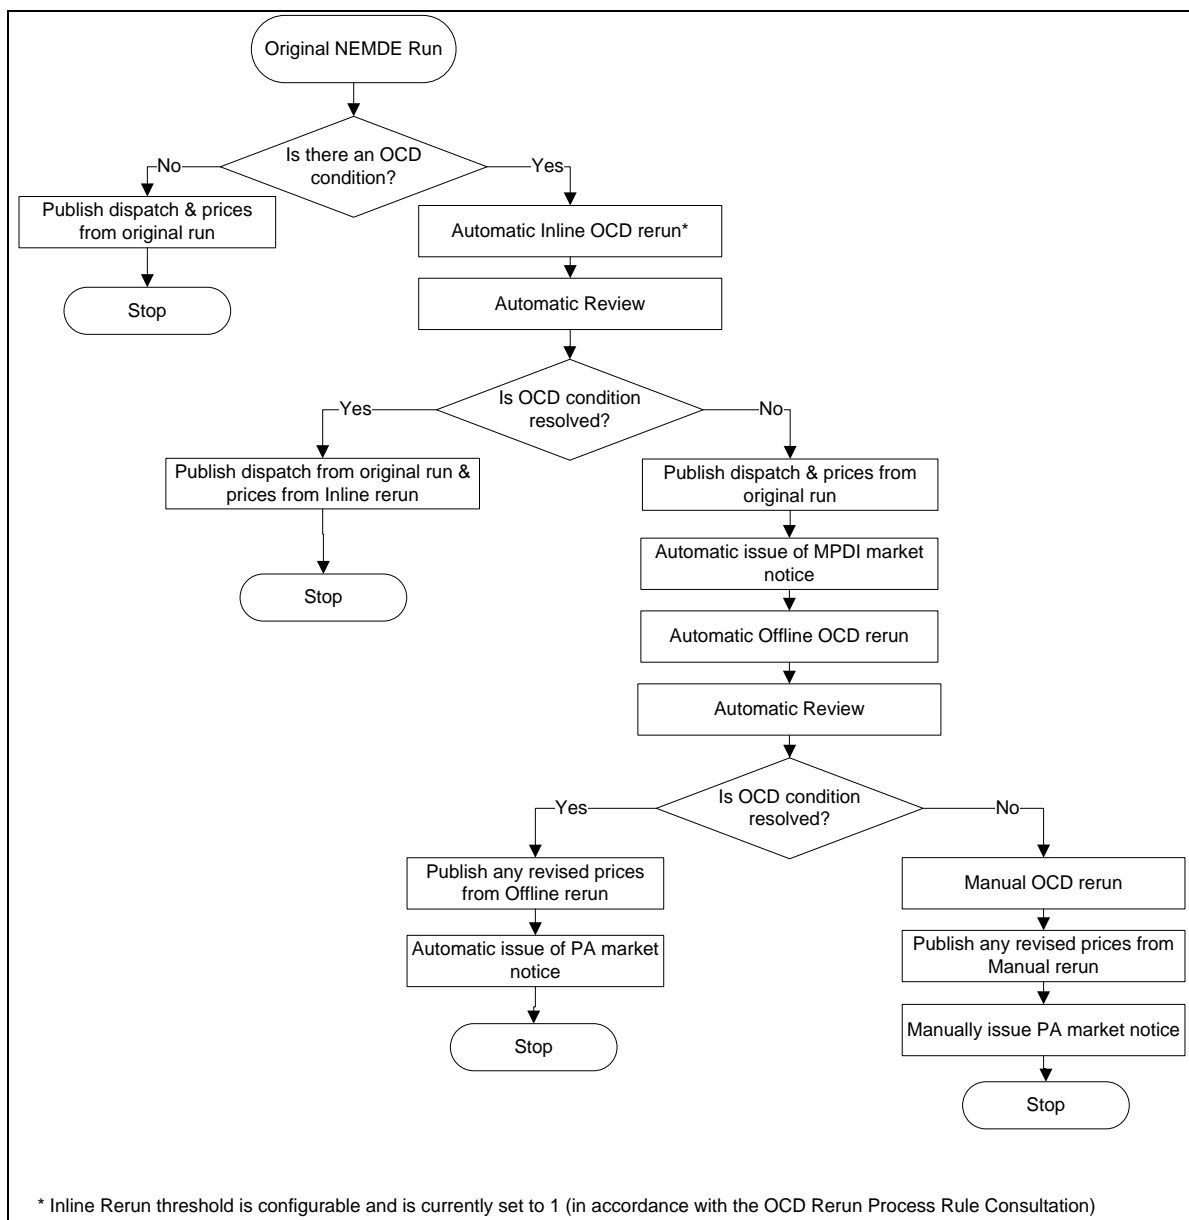 Original NEMDE Run
Is there an OCD
condition?
No
Yes
Publish dispatch & prices
from original run
Stop
Automatic Inline OCD rerun*
Automatic Review
Is OCD condition
resolved?
Yes
No
Publish dispatch from original run &
prices from Inline rerun
Stop
Publish dispatch & prices from
original run
Automatic issue of MPDI market
notice
Automatic Offline OCD rerun
Automatic Review
Is OCD condition
resolved?
Yes
No
Publish any revised prices
from Offline rerun
Automatic issue of PA market
notice
Stop
Manual OCD rerun
Publish any revised prices from
Manual rerun
Manually issue PA market notice
Stop
* Inline Rerun threshold is configurable and is currently set to 1 (in accordance with the OCD Rerun Process Rule Consultation)